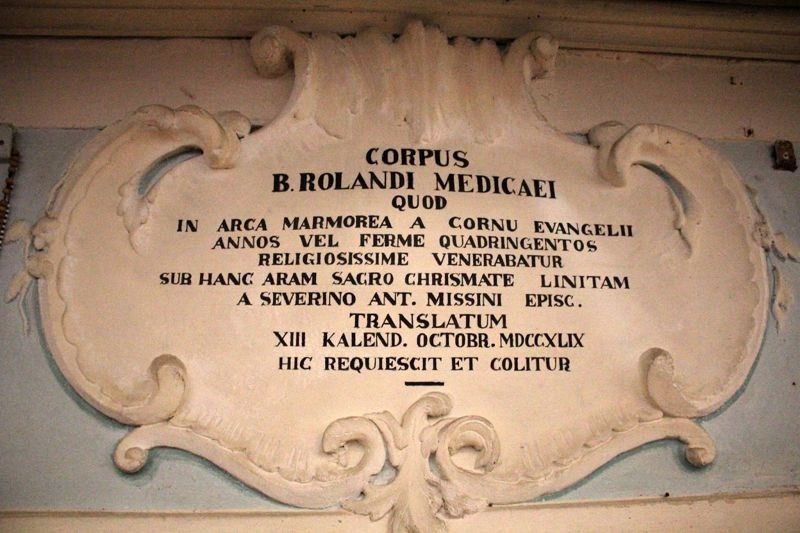 CORPUS
B. ROLANDI MEDICAEI
QUOD
IN ARCA MARMOREA A CORNU EVANGELII
ANNOS VEL FERME QUADRINGENTOS
RELIGIOSISSIME VENERABATUR
SUB HANC ARAM SACRO CHRISMATE LINITAM
A SEVERINO ANT. MISSINI EPISC.
TRANSLATUM
XIII KALEND. OCTOBR. MDCCXLIX
HIC REQUIESCIT ET COLITUR